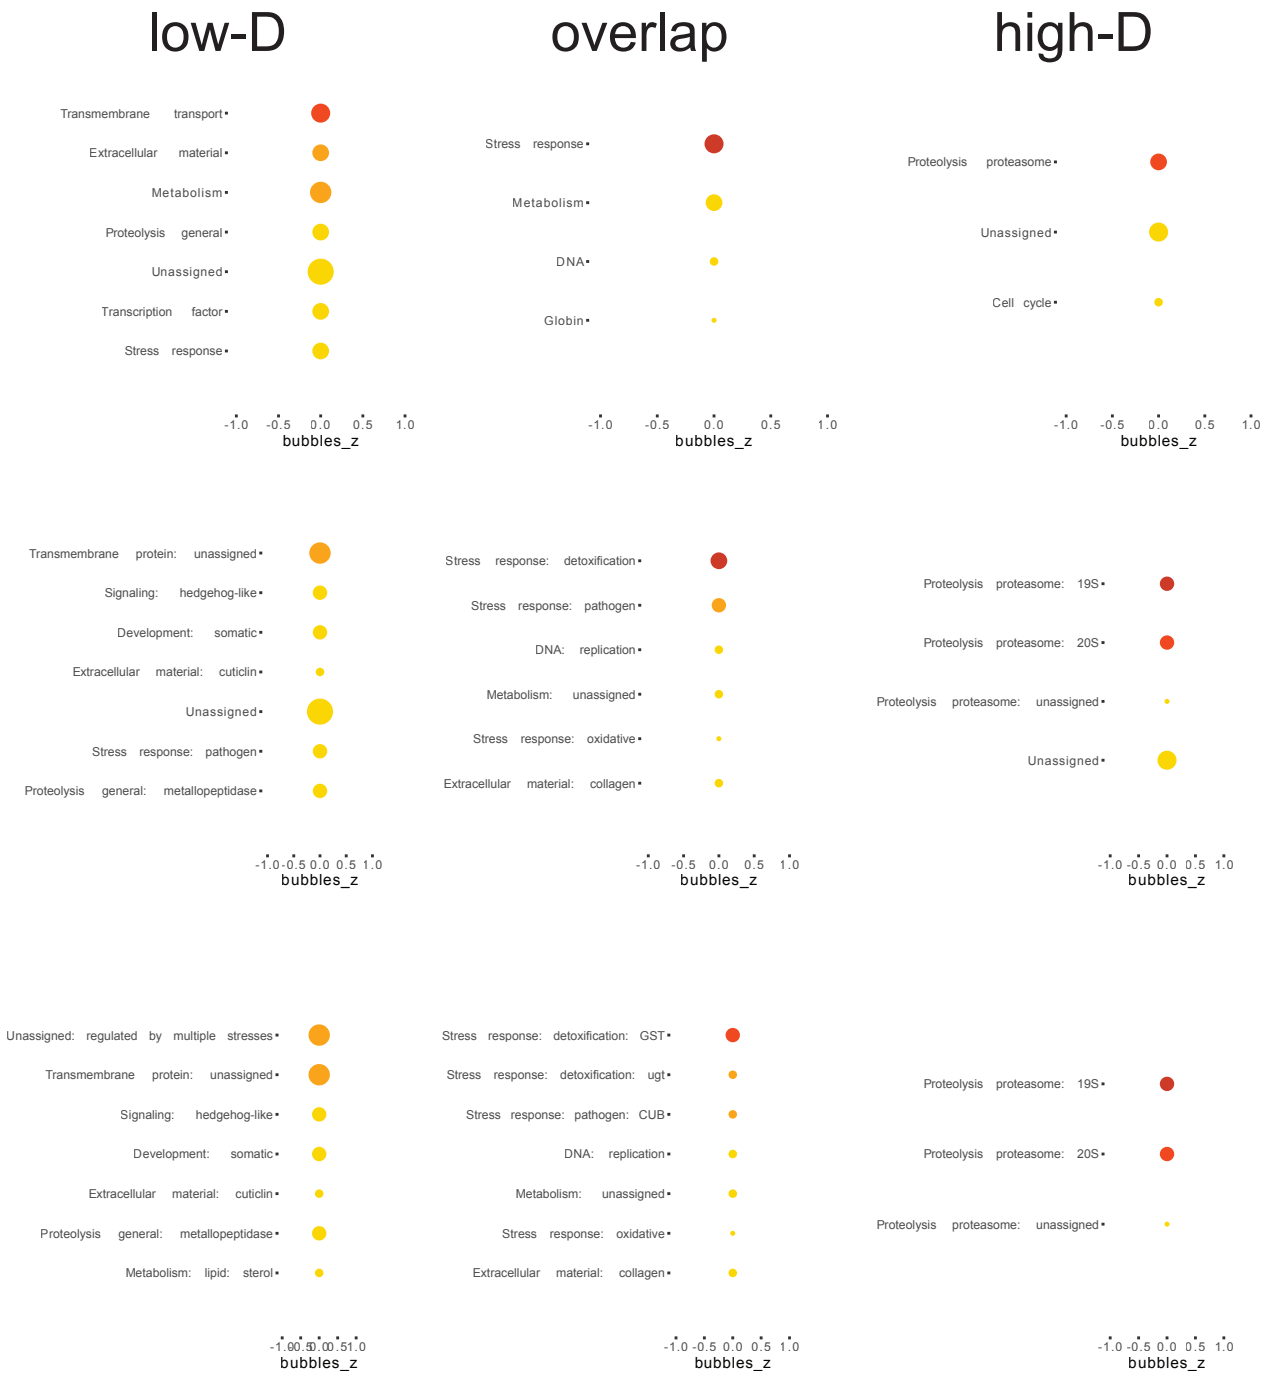 low-D overlap high-D
Transmembrane transport
Extracellular material
Metabolism
Proteolysis general
Unassigned
Transcription factor
Stress response
-1.0 -0.5 0.0 0.5 1.0
bubbles_z
Stress response
Metabolism
DNA
Globin
-1.0 -0.5 0.0 0.5 1.0
bubbles_z
Proteolysis proteasome
Unassigned
Cell cycle
-1.0 -0.5 0.0 0.5 1.0
bubbles_z
Transmembrane protein: unassigned
Signaling: hedgehog-like
Development: somatic
Extracellular material: cuticlin
Unassigned
Stress response: pathogen
Proteolysis general: metallopeptidase
-1.0 -0.5 0.0 0.5 1.0
bubbles_z
Stress response: detoxification
Stress response: pathogen
DNA: replication
Metabolism: unassigned
Stress response: oxidative
Extracellular material: collagen
-1.0 -0.5 0.0 0.5 1.0
bubbles_z
Proteolysis proteasome: 19S
Proteolysis proteasome: 20S
Proteolysis proteasome: unassigned
Unassigned
-1.0 -0.5 0.0 0.5 1.0
bubbles_z
Unassigned: regulated by multiple stresses
Transmembrane protein: unassigned
Signaling: hedgehog-like
Development: somatic
Extracellular material: cuticlin
Proteolysis general: metallopeptidase
Metabolism: lipid: sterol
-1.0 -0.5 0.0 0.5 1.0
bubbles_z
Stress response: detoxification: GST
Stress response: detoxification: ugt
Stress response: pathogen: CUB
DNA: replication
Metabolism: unassigned
Stress response: oxidative
Extracellular material: collagen
-1.0 -0.5 0.0 0.5 1.0
bubbles_z
Proteolysis proteasome: 19S
Proteolysis proteasome: 20S
Proteolysis proteasome: unassigned
-1.0 -0.5 0.0 0.5 1.0
bubbles_z